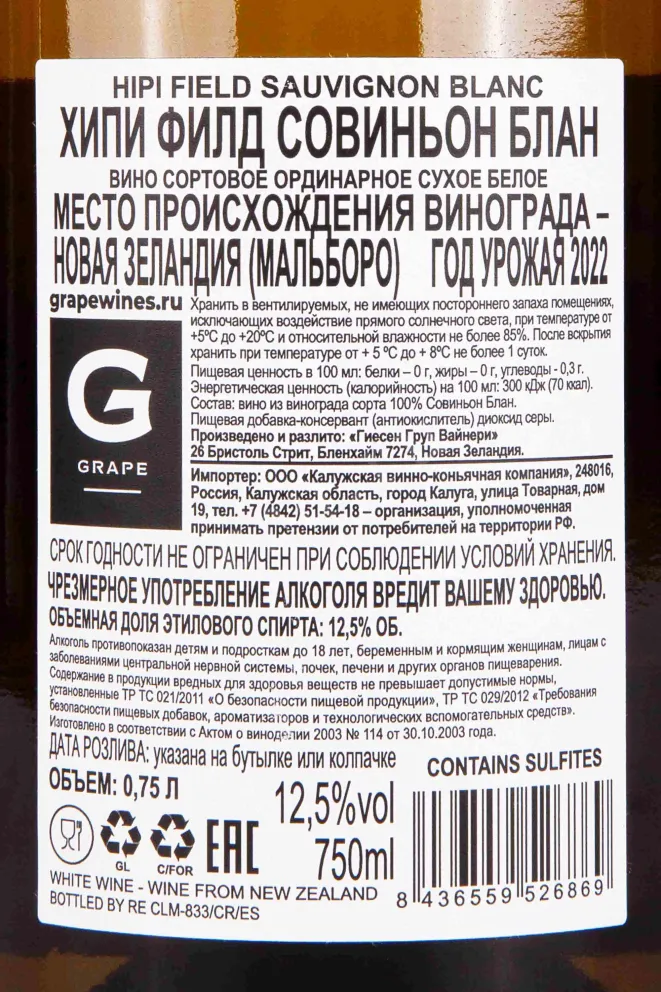 HIPI FIELD SAUVIGNON BLANC
ХИПИ ФИЛД СОВИНЬОН БЛАН
ВИНО СОРТОВОЕ ОРДИНАРНОЕ СУХОЕ БЕЛОЕ
МЕСТО ПРОИСХОЖДЕНИЯ ВИНОГРАДА –
НОВАЯ ЗЕЛАНДИЯ (МАЛЬБОРО) ГОД УРОЖАЯ 2022
grapewines.ru
Хранить в вентилируемых, не имеющих постороннего запаха помещениях,
исключающих воздействие прямого солнечного света, при температуре от
+5ºС до +20ºС и относительной влажности не более 85%. После вскрытия
хранить при температуре от + 5 ºС до + 8ºС не более 1 суток.
Пищевая ценность в 100 мл: белки – 0 г, жиры – 0 г, углеводы - 0,3 г.
Энергетическая ценность (калорийность) на 100 мл: 300 кДж (70 ккал).
Состав: вино из винограда сорта 100% Совиньон Блан.
Пищевая добавка-консервант (антиокислитель) диоксид серы.
Произведено и разлито: «Гиесен Груп Вайнери»
26 Бристоль Стрит, Бленхайм 7274, Новая Зеландия.
G
GRAPE
Импортер: ООО «Калужская винно-коньячная компания», 248016,
Россия, Калужская область, город Калуга, улица Товарная, дом
19, тел. +7 (4842) 51-54-18 – организация, уполномоченная
принимать претензии от потребителей на территории РФ.
СРОК ГОДНОСТИ НЕ ОГРАНИЧЕН ПРИ СОБЛЮДЕНИИ УСЛОВИЙ ХРАНЕНИЯ.
ЧРЕЗМЕРНОЕ УПОТРЕБЛЕНИЕ АЛКОГОЛЯ ВРЕДИТ ВАШЕМУ ЗДОРОВЬЮ.
ОБЪЕМНАЯ ДОЛЯ ЭТИЛОВОГО СПИРТА: 12,5% ОБ.
Алкоголь противопоказан детям и подросткам до 18 лет, беременным и кормящим женщинам, лицам с
заболеваниями центральной нервной системы, почек, печени и других органов пищеварения.
Содержание в продукции вредных для здоровья веществ не превышает допустимые нормы,
установленные ТР ТС 021/2011 «О безопасности пищевой продукции», ТР ТС 029/2012 «Требования
безопасности пищевых добавок, ароматизаторов и технологических вспомогательных средств».
Изготовлено в соответствии с Актом о виноделии 2003 № 114 от 30.10.2003 года.
ДАТА РОЗЛИВА: указана на бутылке или колпачке
CONTAINS SULFITES
ОБЪЕМ: 0,75 Л
12,5%vol
750ml
GL
C/FOR
EAC
WHITE WINE - WINE FROM NEW ZEALAND
BOTTLED BY RE CLM-833/CR/ES
8 436559 526869